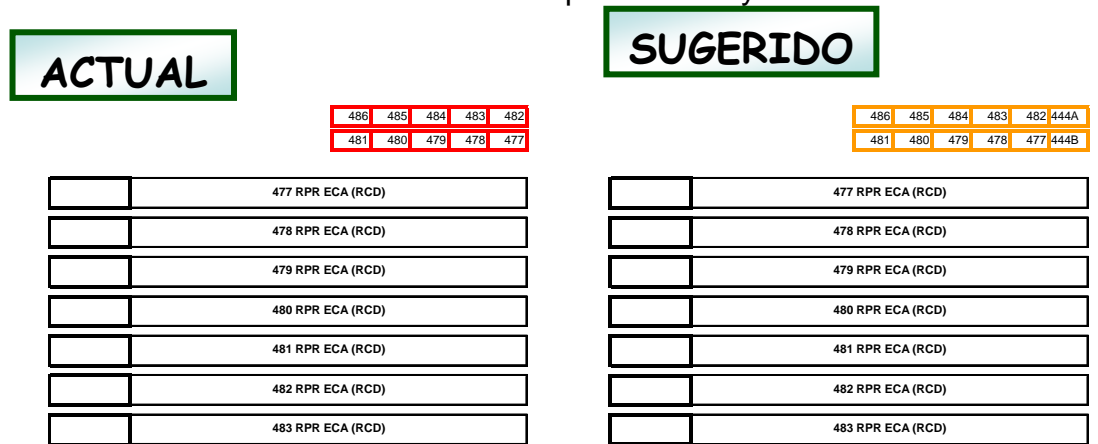 ACTUAL
486 485 484 483 482
481 480 479 478 477
477 RPR ECA (RCD)
478 RPR ECA (RCD)
479 RPR ECA (RCD)
480 RPR ECA (RCD)
481 RPR ECA (RCD)
482 RPR ECA (RCD)
483 RPR ECA (RCD)
SUGERIDO
486 485 484 483 482 444A
481 480 479 478 477 444B
477 RPR ECA (RCD)
478 RPR ECA (RCD)
479 RPR ECA (RCD)
480 RPR ECA (RCD)
481 RPR ECA (RCD)
482 RPR ECA (RCD)
483 RPR ECA (RCD)